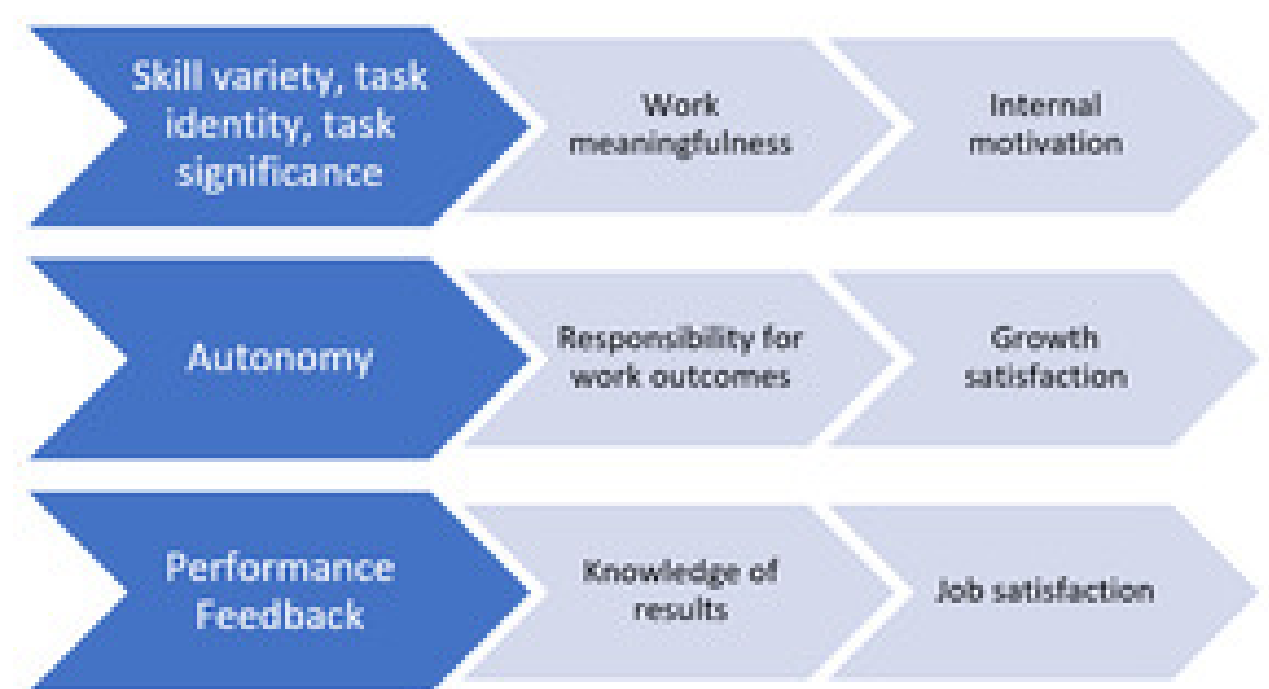 Skill variety, task
identity, task
significance
Work
meaningfulness
Internal
motivation
Autonomy
Responsibility for
work outcomes
Growth
satisfaction
Performance
Feedback
Knowledge of
results
Job satisfaction